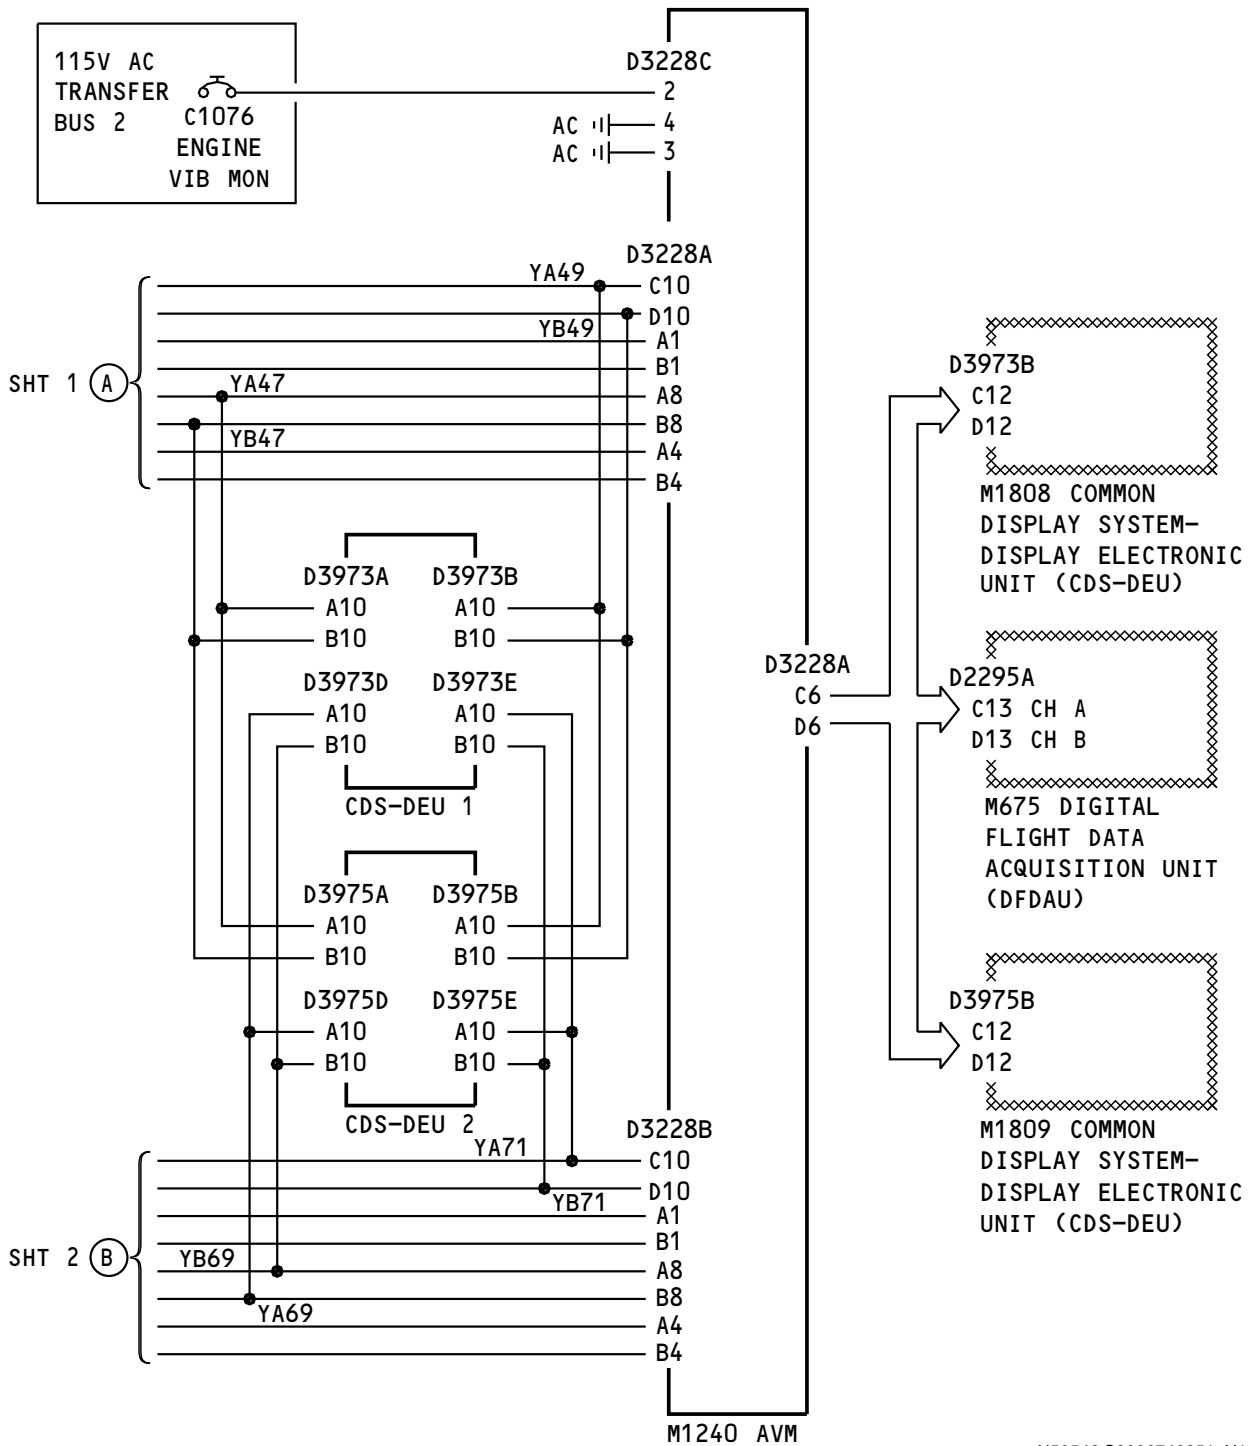 115V AC
TRANSFER
BUS 2
C1076
ENGINE
VIB MON
D3228C
2
AC
4
AC
3
D3228A
YA49
C10
D10
YB49
A1
B1
SHT 1 A
YA47
A8
B8
YB47
A4
B4
D3973A
D3973B
A10
A10
B10
B10
D3973D
D3973E
A10
A10
B10
B10
CDS-DEU 1
D3975A
D3975B
A10
A10
B10
B10
D3975D
D3975E
A10
A10
B10
B10
CDS-DEU 2
D3228B
YA71
C10
D10
YB71
A1
B1
SHT 2 B
YB69
A8
B8
YA69
A4
B4
M1240 AVM
D3228A
C6
D6
D3973B
C12
D12
M1808 COMMON
DISPLAY SYSTEM-
DISPLAY ELECTRONIC
UNIT (CDS-DEU)
D2295A
C13 CH A
D13 CH B
M675 DIGITAL
FLIGHT DATA
ACQUISITION UNIT
(DFDAU)
D3975B
C12
D12
M1809 COMMON
DISPLAY SYSTEM-
DISPLAY ELECTRONIC
UNIT (CDS-DEU)